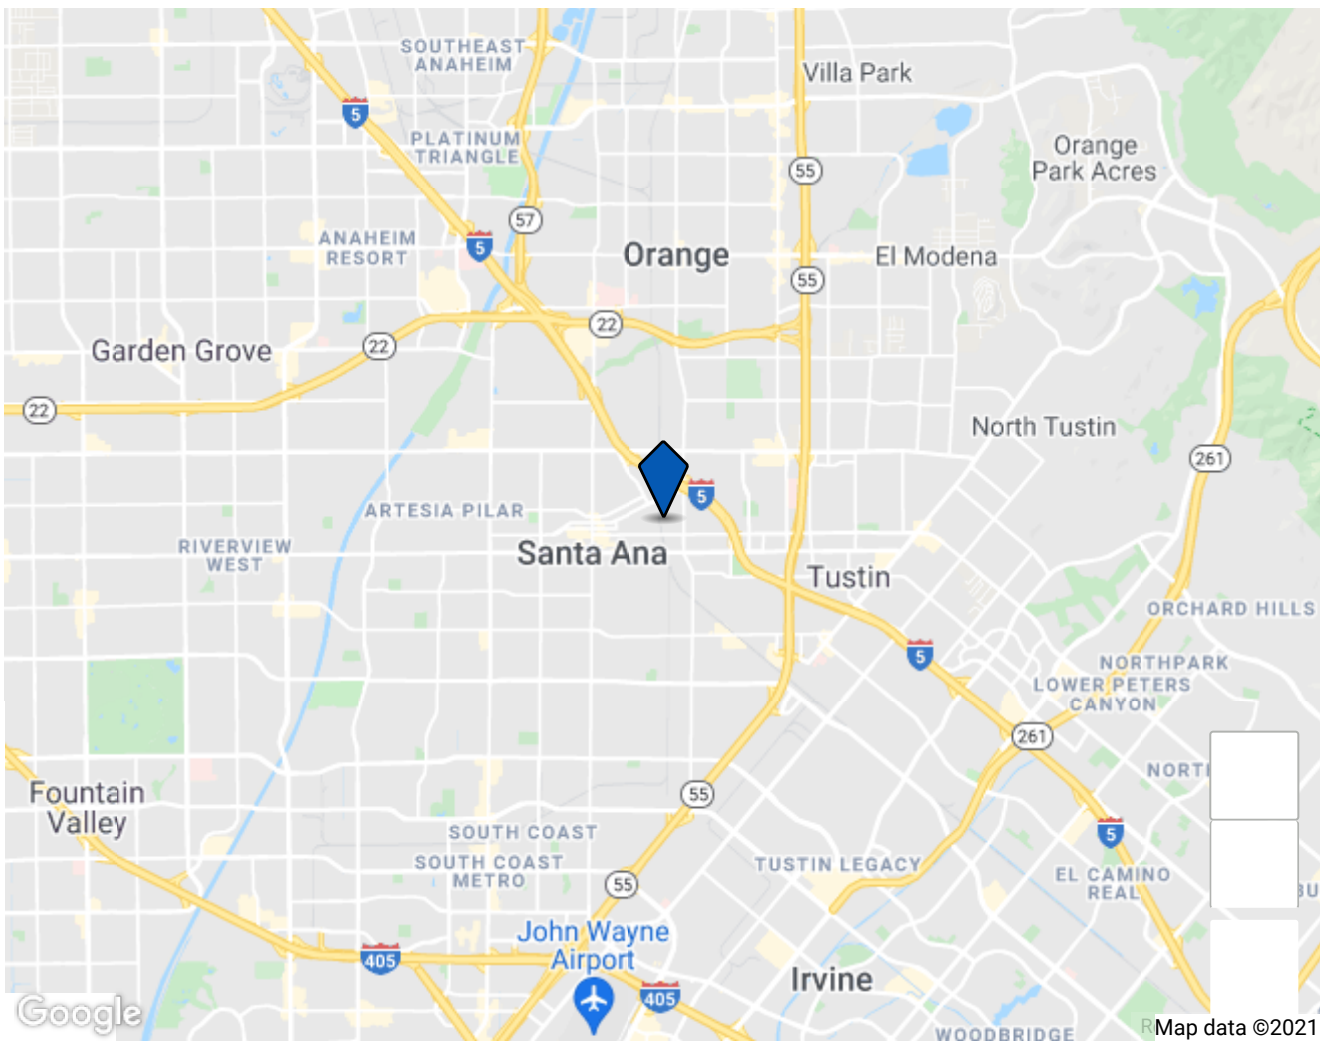 SOUTHEAST
ANAHEIM
Villa Park
5
PLATINUM
TRIANGLE
Orange
Park Acres
55
57
ANAHEIM
RESORT
5
Orange
El Modena
55
22
22
Garden Grove
22
North Tustin
261
5
ARTESIA PILAR
RIVERVIEW
WEST
Santa Ana
Tustin
ORCHARD HILLS
5
NORTHPARK
LOWER PETERS
CANYON
261
NORTH
Fountain
Valley
55
SOUTH COAST
5
SOUTH COAST
METRO
TUSTIN LEGACY
EL CAMINO
REAL
55
BU
John Wayne
Airport
405
Irvine
405
Google
WOODBRIDGE
R
Map data ©2021